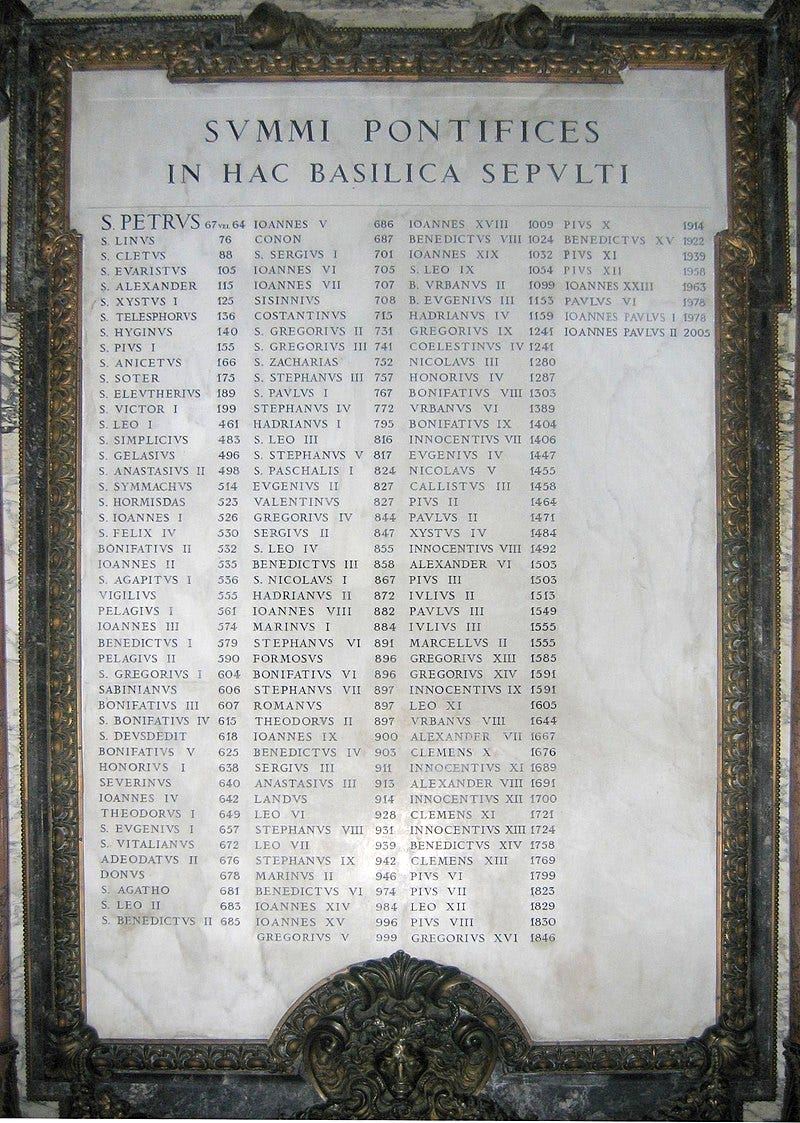 SVMMI PONTIFICES
IN HAC BASILICA SEPVLTI
S. PETRVS 67 VEL 64
S. LINVS 76
S. CLETVS 88
S. EVARISTVS 105
S. ALEXANDER 115
S. XYSTVS I 125
S. TELESPHORVS 136
S. HYGINVS 140
S. PIVS I 155
S. ANICETVS 166
S. SOTER 175
S. ELEVTHERIVS 189
S. VICTOR I 199
S. LEO I 461
S. SIMPLICIVS 483
S. GELASIVS 496
S. ANASTASIVS II 498
S. SYMMACHVS 514
S. HORMISDAS 523
S. IOANNES I 526
S. FELIX IV 530
BONIFATIVS II 532
IOANNES II 535
S. AGAPITVS I 536
VIGILIVS 555
PELAGIVS I 561
IOANNES III 574
BENEDICTVS I 579
PELAGIVS II 590
S. GREGORIVS I 604
SABINIANVS 606
BONIFATIVS III 607
S. BONIFATIVS IV 615
S. DEVSDEDIT 618
BONIFATIVS V 625
HONORIVS I 638
SEVERINVS 640
IOANNES IV 642
THEODORVS I 649
S. EVGENIVS I 657
S. VITALIANVS 672
ADEODATVS II 676
DONVS 678
S. AGATHO 681
S. LEO II 683
S. BENEDICTVS II 685
IOANNES V 686
CONON 687
S. SERGIVS I 701
IOANNES VI 705
IOANNES VII 707
SISINNIVS 708
COSTANTINVS 715
S. GREGORIVS II 731
S. GREGORIVS III 741
S. ZACHARIAS 752
S. STEPHANVS III 757
S. PAVLVS I 767
STEPHANVS IV 772
HADRIANVS I 795
S. LEO III 816
S. STEPHANVS V 817
S. PASCHALIS I 824
EVGENIVS II 827
VALENTINVS 827
GREGORIVS IV 844
SERGIVS II 847
S. LEO IV 855
BENEDICTVS III 858
S. NICOLAVS I 867
HADRIANVS II 872
IOANNES VIII 882
MARINVS I 884
STEPHANVS VI 891
FORMOSVS 896
BONIFATIVS VI 896
STEPHANVS VII 897
ROMANVS 897
THEODORVS II 897
IOANNES IX 900
BENEDICTVS IV 903
SERGIVS III 911
ANASTASIVS III 913
LANDVS 914
LEO VI 928
STEPHANVS VIII 931
LEO VII 939
STEPHANVS IX 942
MARINVS II 946
BENEDICTVS VI 974
IOANNES XIV 984
IOANNES XV 996
GREGORIVS V 999
IOANNES XVIII 1009
BENEDICTVS VIII 1024
IOANNES XIX 1032
S. LEO IX 1054
B. VRBANVS II 1099
B. EVGENIVS III 1153
HADRIANVS IV 1159
GREGORIVS IX 1241
COELESTINVS IV 1241
NICOLAVS III 1280
HONORIVS IV 1287
BONIFATIVS VIII 1303
VRBANVS VI 1389
BONIFATIVS IX 1404
INNOCENTIVS VII 1406
EVGENIVS IV 1447
NICOLAVS V 1455
CALLISTVS III 1458
PIVS II 1464
PAVLVS II 1471
XYSTVS IV 1484
INNOCENTIVS VIII 1492
ALEXANDER VI 1503
PIVS III 1503
IVLIVS II 1513
PAVLVS III 1549
IVLIVS III 1555
MARCELLVS II 1555
GREGORIVS XIII 1585
GREGORIVS XIV 1591
INNOCENTIVS IX 1591
LEO XI 1605
VRBANVS VIII 1644
ALEXANDER VII 1667
CLEMENS X 1676
INNOCENTIVS XI 1689
ALEXANDER VIII 1691
INNOCENTIVS XII 1700
CLEMENS XI 1721
INNOCENTIVS XIII 1724
BENEDICTVS XIV 1758
CLEMENS XIII 1769
PIVS VI 1799
PIVS VII 1823
LEO XII 1829
PIVS VIII 1830
GREGORIVS XVI 1846
PIVS X 1914
BENEDICTVS XV 1922
PIVS XI 1939
PIVS XII 1958
IOANNES XXIII 1963
PAVLVS VI 1978
IOANNES PAVLVS I 1978
IOANNES PAVLVS II 2005